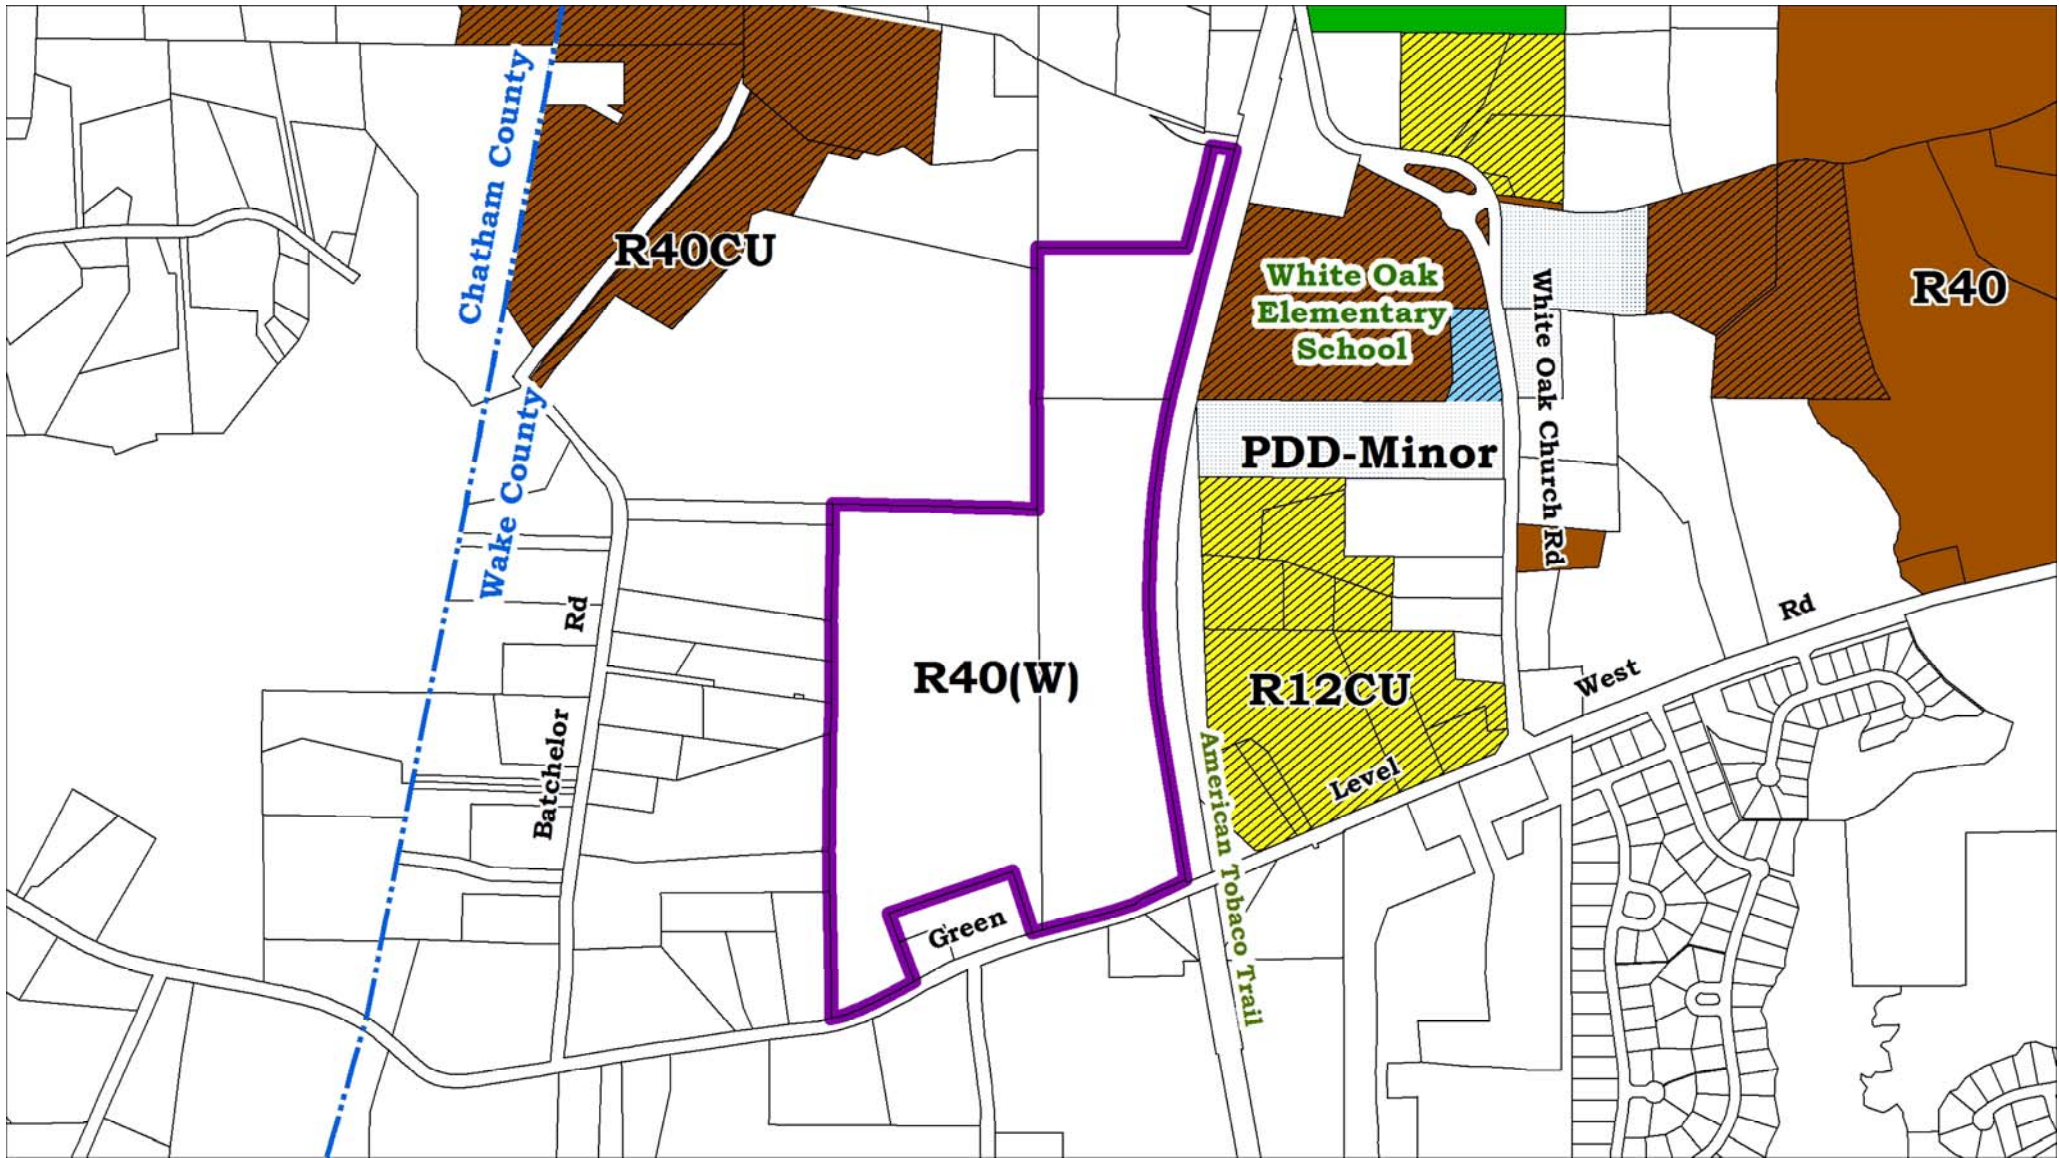 Chatham County
R40CU
White Oak
Elementary
School
R40
White Oak Church Rd
Wake County
PDD-Minor
Rd
Rd
R40(W)
R12CU
West
Batchelor
Level
American Tobaco Trail
Green